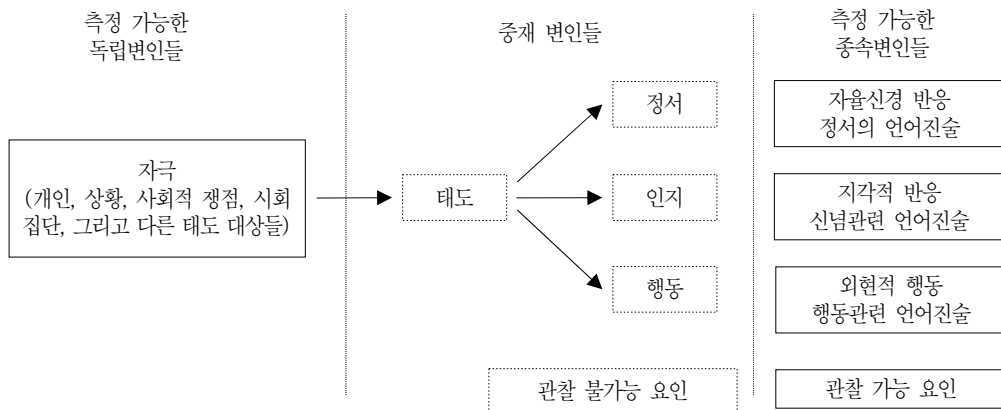 측정 가능한
독립변인들
중재 변인들
측정 가능한
종속변인들
자극
(개인, 상황, 사회적 쟁점, 시회
집단, 그리고 다른 태도 대상들)
태도
정서
인지
행동
자율신경 반응
정서의 언어진술
지각적 반응
신념관련 언어진술
외현적 행동
행동관련 언어진술
관찰 불가능 요인
관찰 가능 요인